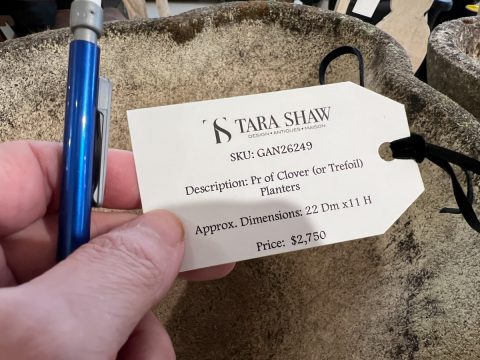 TS TARA SHAW
DESIGN • ANTIQUES • MAISON
SKU: GAN26249
Description: Pr of Clover (or Trefoil)
Planters
Approx. Dimensions: 22 Dm x11 H
Price: $2,750